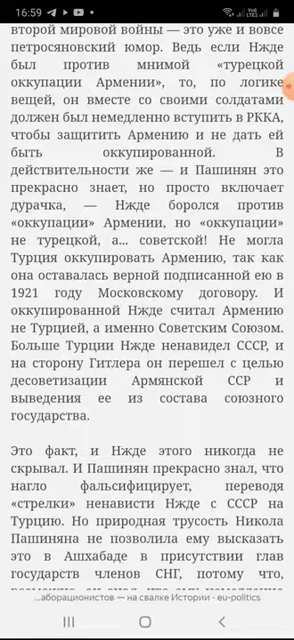 16:59
второй мировой войны — это уже и вовсе
петросяновский юмор. Ведь если Нжде
был против мнимой «турецкой
оккупации Армении», то, по логике
вещей, он вместе со своими солдатами
должен был немедленно вступить в РККА,
чтобы защитить Армению и не дать ей
быть оккупированной. В
действительности же — и Пашинян это
прекрасно знает, но просто включает
дурачка, — Нжде боролся против
«оккупации» Армении, но «оккупации»
не турецкой, а... советской! Не могла
Турция оккупировать Армению, так как
она оставалась верной подписанной ею в
1921 году Московскому договору. И
оккупированной Нжде считал Армению
не Турцией, а именно Советским Союзом.
Больше Турции Нжде ненавидел СССР, и
на сторону Гитлера он перешел с целью
десоветизации Армянской ССР и
выведения ее из состава союзного
государства.
Это факт, и Нжде этого никогда не
скрывал. И Пашинян прекрасно знал, что
нагло фальсифицирует, переводя
«стрелки» ненависти Нжде с СССР на
Турцию. Но природная трусость Никола
Пашиняна не позволила ему высказать
это в Ашхабаде в присутствии глав
государств членов СНГ, потому что,
...аборационистов — на свалке Истории - eu-politics